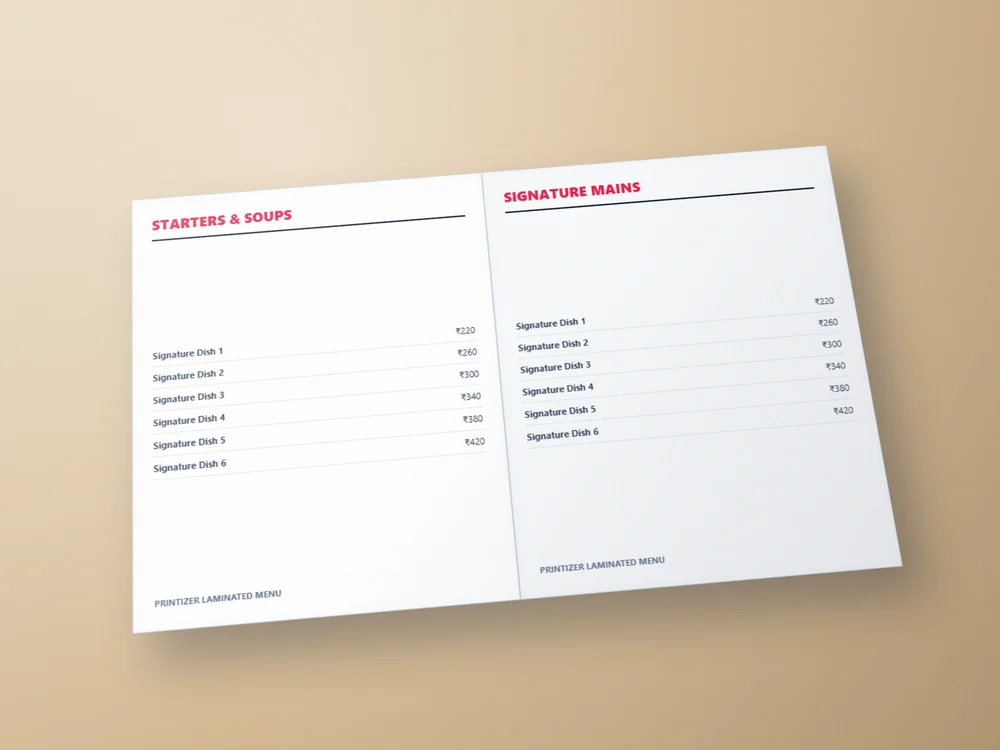 STARTERS & SOUPS
Signature Dish 1 ₹220
Signature Dish 2 ₹260
Signature Dish 3 ₹300
Signature Dish 4 ₹340
Signature Dish 5 ₹380
Signature Dish 6 ₹420
PRINTIZER LAMINATED MENU
SIGNATURE MAINS
Signature Dish 1 ₹220
Signature Dish 2 ₹260
Signature Dish 3 ₹300
Signature Dish 4 ₹340
Signature Dish 5 ₹380
Signature Dish 6 ₹420
PRINTIZER LAMINATED MENU